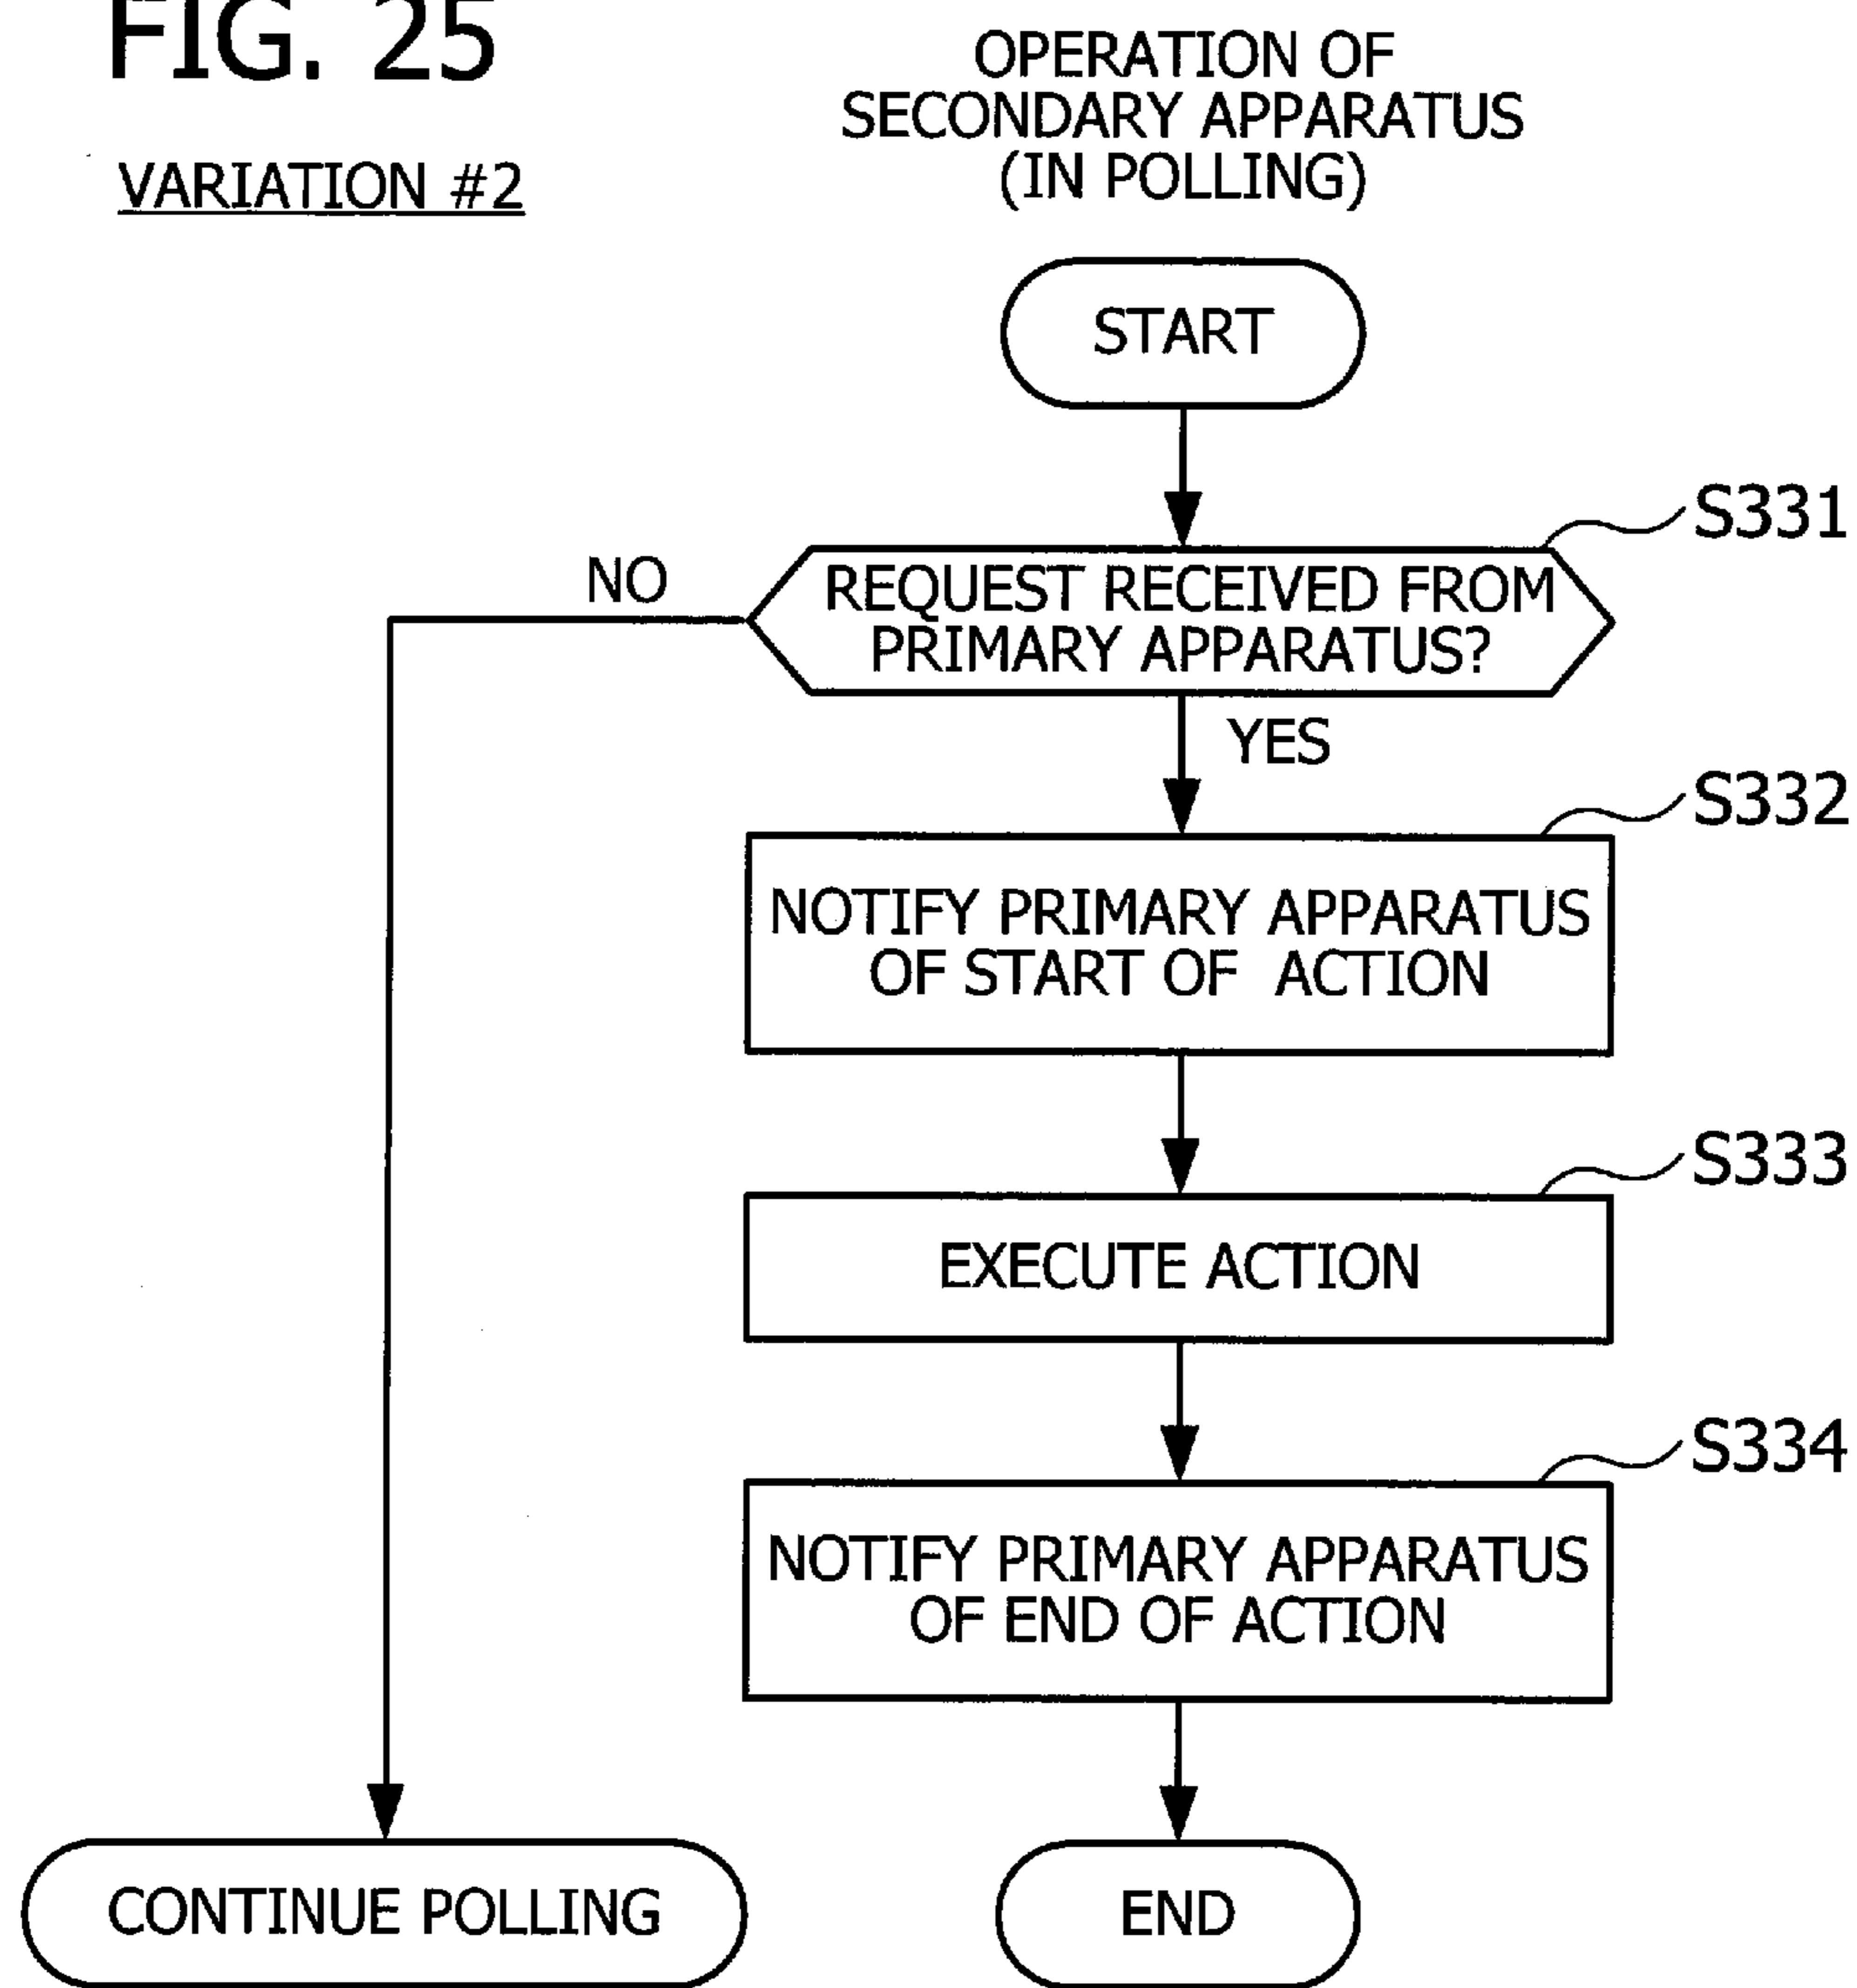 FIG. 25
VARIATION #2
OPERATION OF
SECONDARY APPARATUS
(IN POLLING)
START
S331
REQUEST RECEIVED FROM
PRIMARY APPARATUS?
NO
YES
S332
NOTIFY PRIMARY APPARATUS
OF START OF ACTION
S333
EXECUTE ACTION
S334
NOTIFY PRIMARY APPARATUS
OF END OF ACTION
CONTINUE POLLING
END